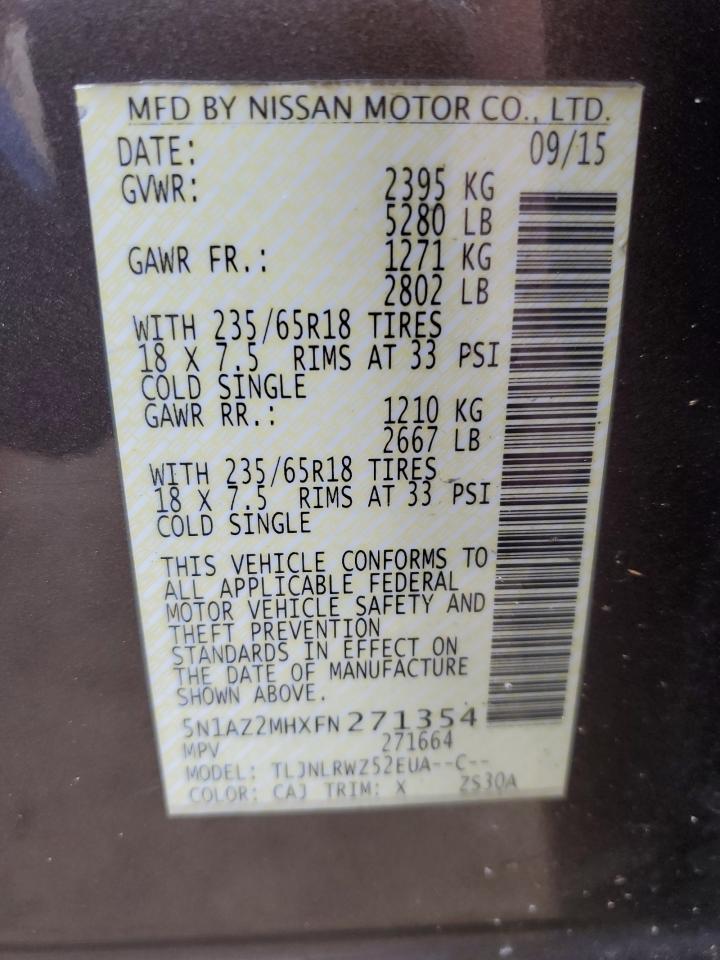 MFD BY NISSAN MOTOR CO., LTD.
DATE: 09/15
GVWR: 2395 KG
5280 LB
GAWR FR.: 1271 KG
2802 LB
WITH 235/65R18 TIRES
18 X 7.5 RIMS AT 33 PSI
COLD SINGLE
GAWR RR.: 1210 KG
2667 LB
WITH 235/65R18 TIRES
18 X 7.5 RIMS AT 33 PSI
COLD SINGLE
THIS VEHICLE CONFORMS TO
ALL APPLICABLE FEDERAL
MOTOR VEHICLE SAFETY AND
THEFT PREVENTION
STANDARDS IN EFFECT ON
THE DATE OF MANUFACTURE
SHOWN ABOVE.
5N1AZ2MHXFN271354
MPV 271664
MODEL: TLJNLRWZ52EUA--C--
COLOR: CAJ TRIM: X ZS30A